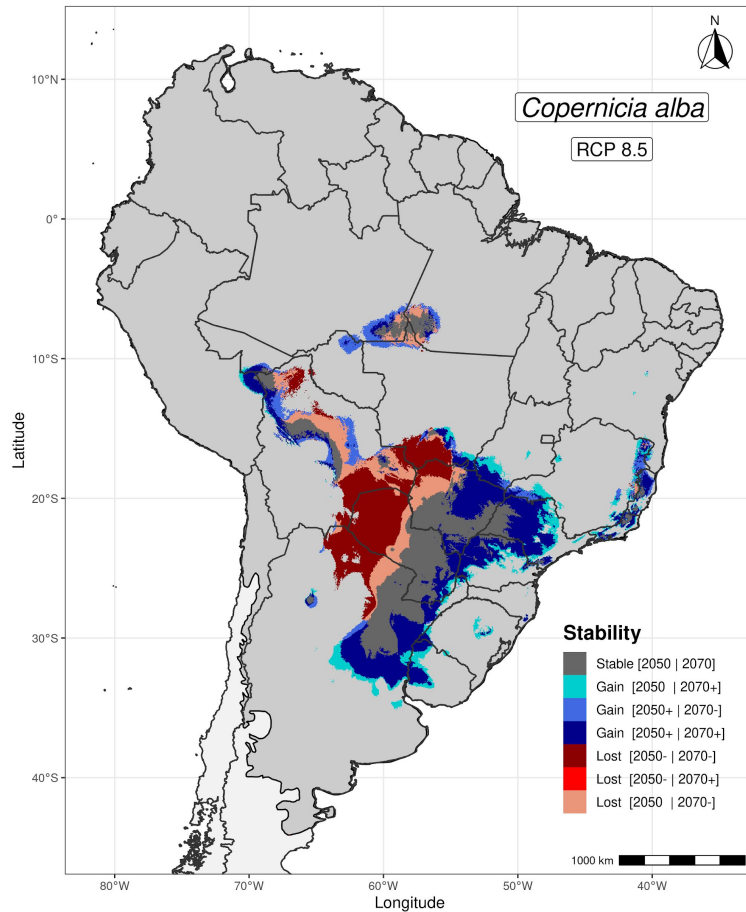 N
Copernicia alba
RCP 8.5
10°N
0°
10°S
20°S
30°S
40°S
Latitude
Stability
Stable [2050 | 2070]
Gain [2050 | 2070+]
Gain [2050+ | 2070-]
Gain [2050+ | 2070+]
Lost [2050- | 2070-]
Lost [2050- | 2070+]
Lost [2050 | 2070-]
1000 km
80°W 70°W 60°W 50°W 40°W
Longitude